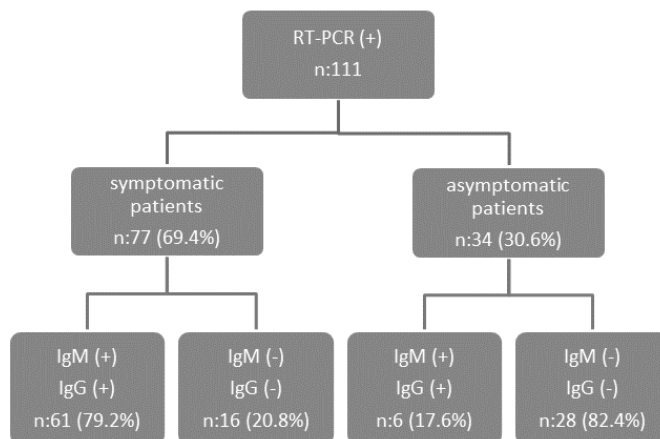 RT-PCR (+)
n:111
symptomatic
patients
n:77 (69.4%)
asymptomatic
patients
n:34 (30.6%)
IgM (+)
IgG (+)
n:61 (79.2%)
IgM (-)
IgG (-)
n:16 (20.8%)
IgM (+)
IgG (+)
n:6 (17.6%)
IgM (-)
IgG (-)
n:28 (82.4%)